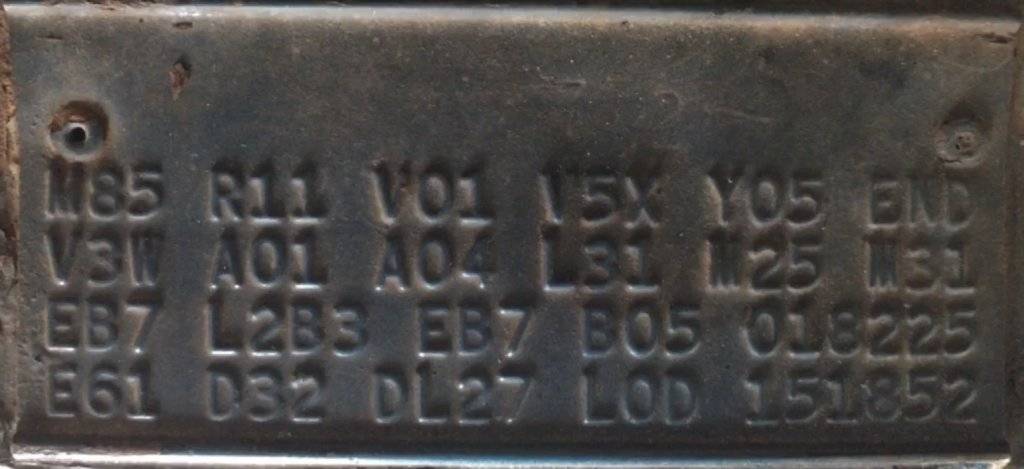 M85 R11 V01 V5X Y05 END
V3W A01 A04 L31 M25 M31
EB7 L2B3 EB7 B05 018225
E61 D32 DL27 LOD 151852